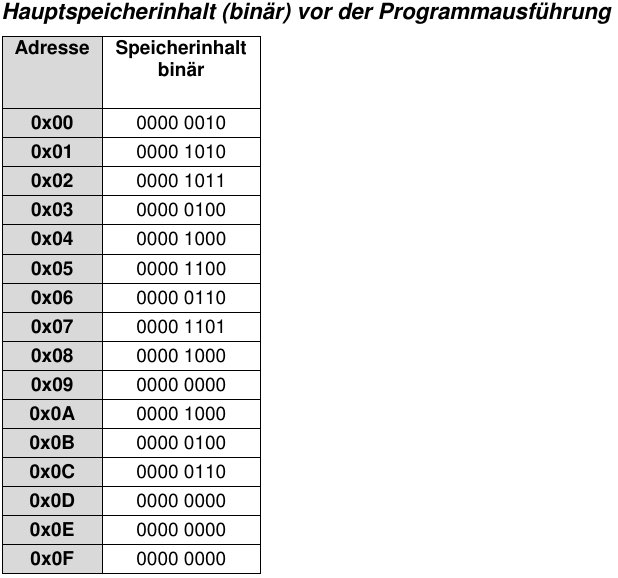 Hauptspeicherinhalt (binär) vor der Programmausführung
Adresse Speicherinhalt
binär
0x00 0000 0010
0x01 0000 1010
0x02 0000 1011
0x03 0000 0100
0x04 0000 1000
0x05 0000 1100
0x06 0000 0110
0x07 0000 1101
0x08 0000 1000
0x09 0000 0000
0x0A 0000 1000
0x0B 0000 0100
0x0C 0000 0110
0x0D 0000 0000
0x0E 0000 0000
0x0F 0000 0000